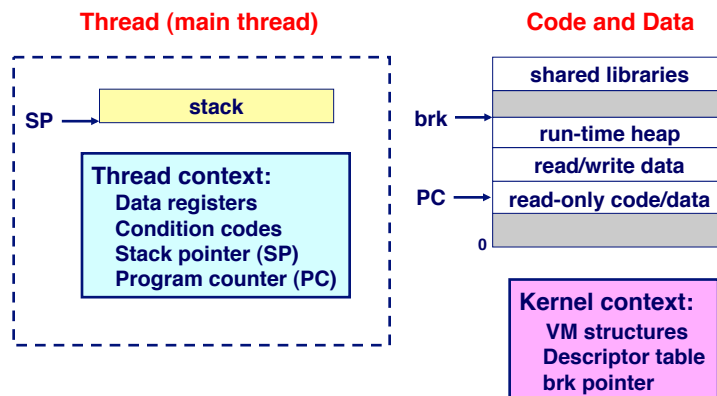 Thread (main thread)
stack
SP
Thread context:
Data registers
Condition codes
Stack pointer (SP)
Program counter (PC)
Code and Data
shared libraries
brk
run-time heap
read/write data
PC
read-only code/data
0
Kernel context:
VM structures
Descriptor table
brk pointer